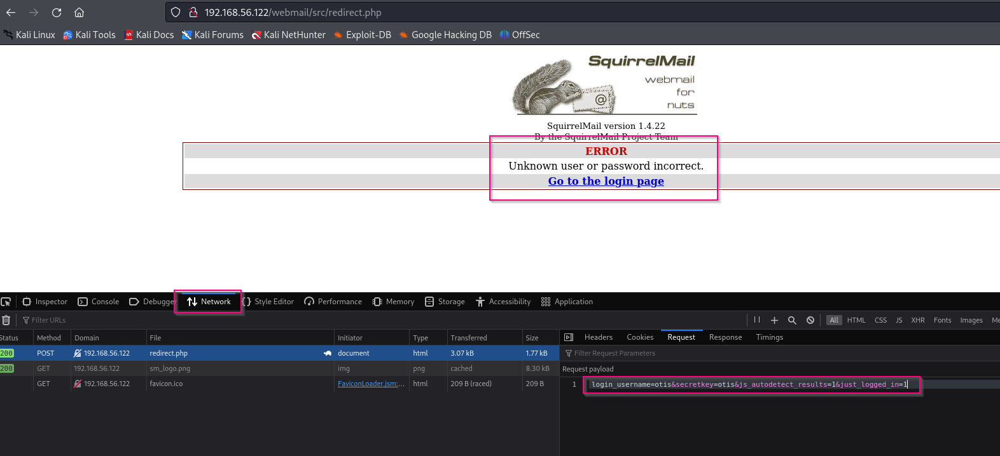 192.168.56.122/webmail/src/redirect.php
Kali Linux Kali Tools Kali Docs Kali Forums Kali NetHunter Exploit-DB Google Hacking DB OffSec
SquirrelMail
webmail
for
nuts
@
SquirrelMail version 1.4.22
By the SquirrelMail Project Team
ERROR
Unknown user or password incorrect.
Go to the login page
Inspector Console Debugger Network Style Editor Performance Memory Storage Accessibility Application
Filter URLs All HTML CSS JS XHR Fonts Images Me
Status Method Domain File Initiator Type Transferred Size
200 POST 192.168.56.122 redirect.php document html 3.07 kB 1.77 kB
200 GET 192.168.56.122 sm_logo.png img png cached 8.30 kB
GET 192.168.56.122 favicon.ico FaviconLoader.jsm:... html 209 B (raced) 209 B
Headers Cookies Request Response Timings
Filter Request Parameters
Request payload
1 login_username=otis&secretkey=otis&js_autodetect_results=1&just_logged_in=1